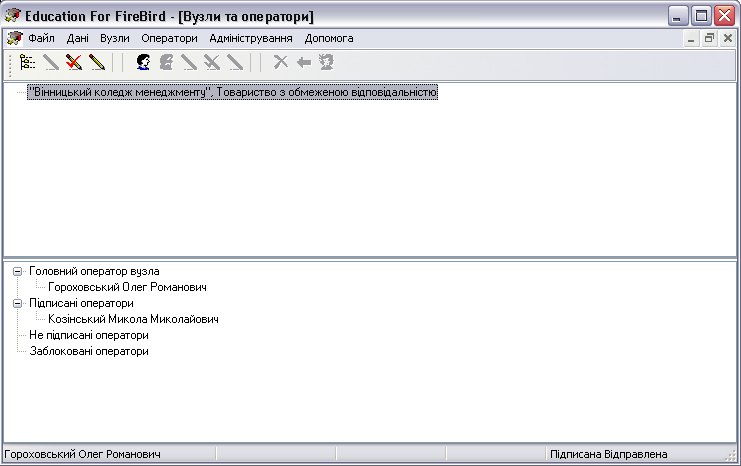 Education For FireBird - [Вузли та оператори]
Файл Дані Вузли Оператори Адміністрування Допомога
"Вінницький коледж менеджменту", Товариство з обмеженою відповідальністю
Головний оператор вузла
Гороховський Олег Романович
Підписані оператори
Козінський Микола Миколайович
Не підписані оператори
Заблоковані оператори
Гороховський Олег Романович Підписана Відправлена